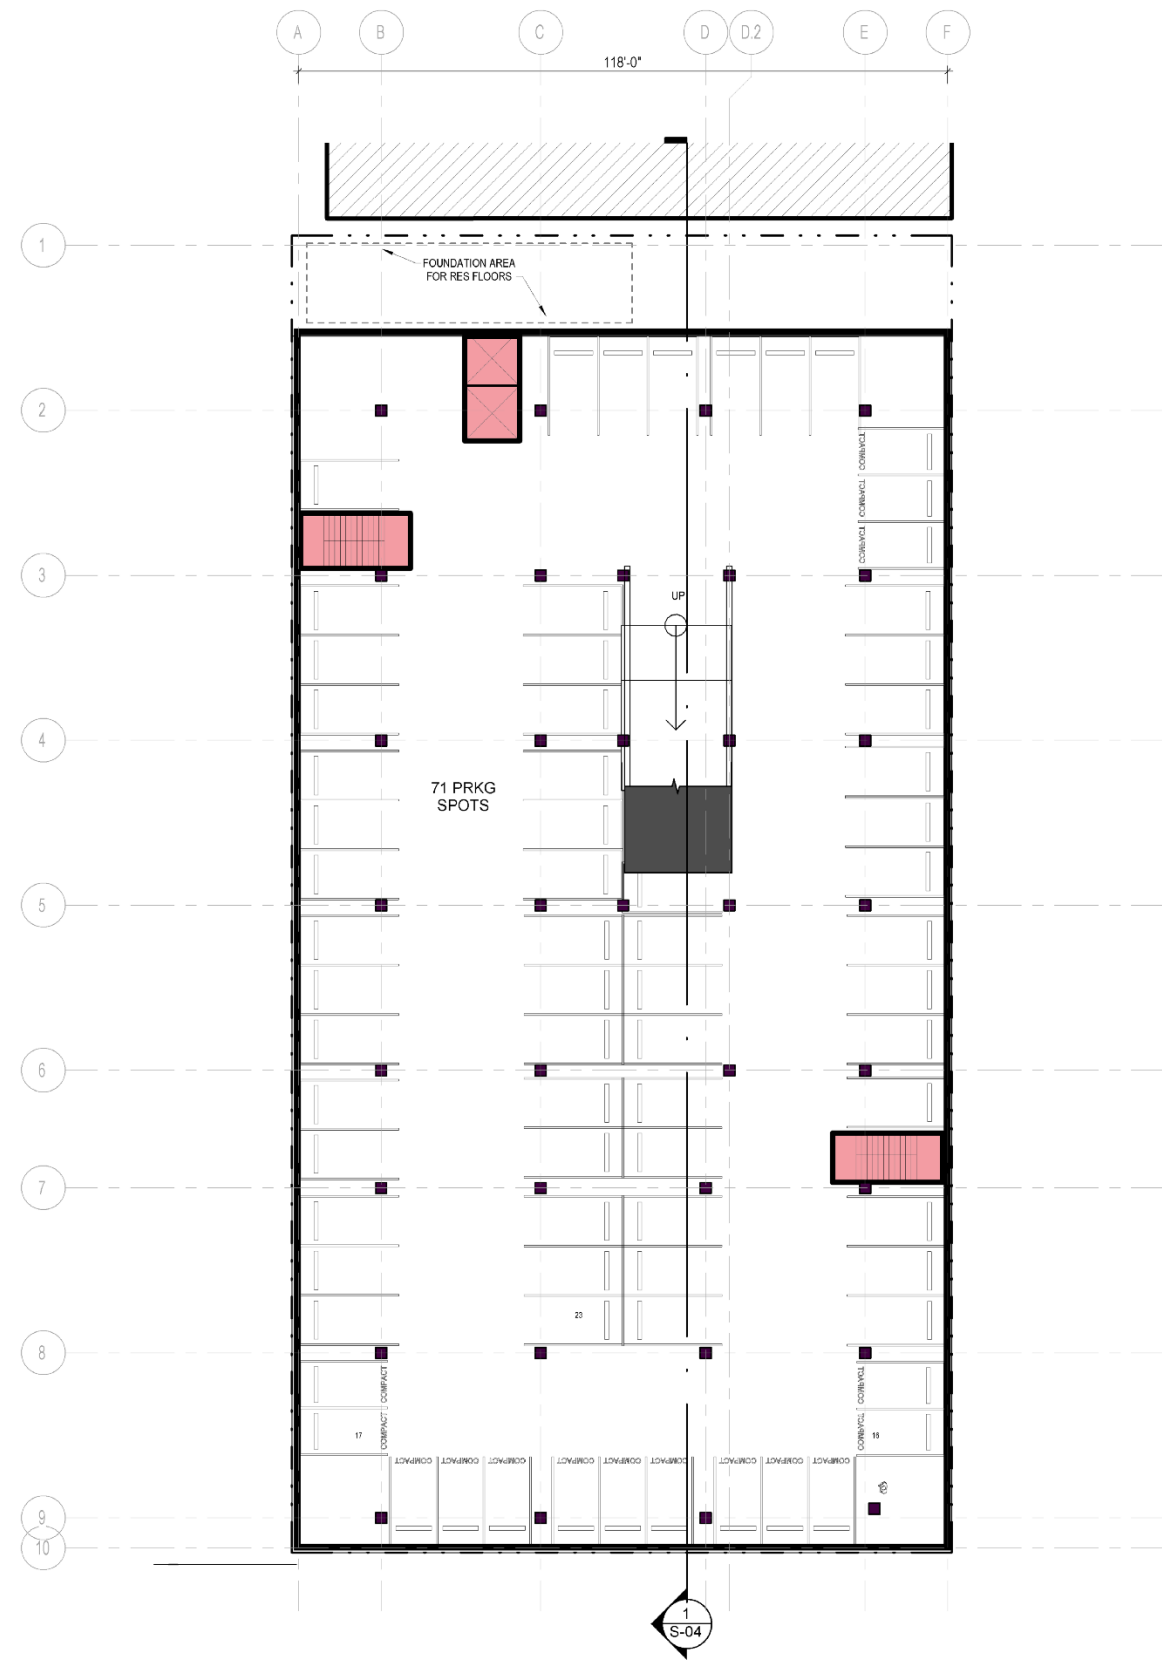 A B C D D.2 E F
118'-0"
1
FOUNDATION AREA
FOR RES FLOORS
2
COMPACT
COMPACT
COMPACT
3
UP
4
71 PRKG
SPOTS
5
6
7
23
8
COMPACT
COMPACT
COMPACT
COMPACT
17
16
COMPACT COMPACT COMPACT COMPACT COMPACT COMPACT COMPACT COMPACT COMPACT
9
10
1
S-04